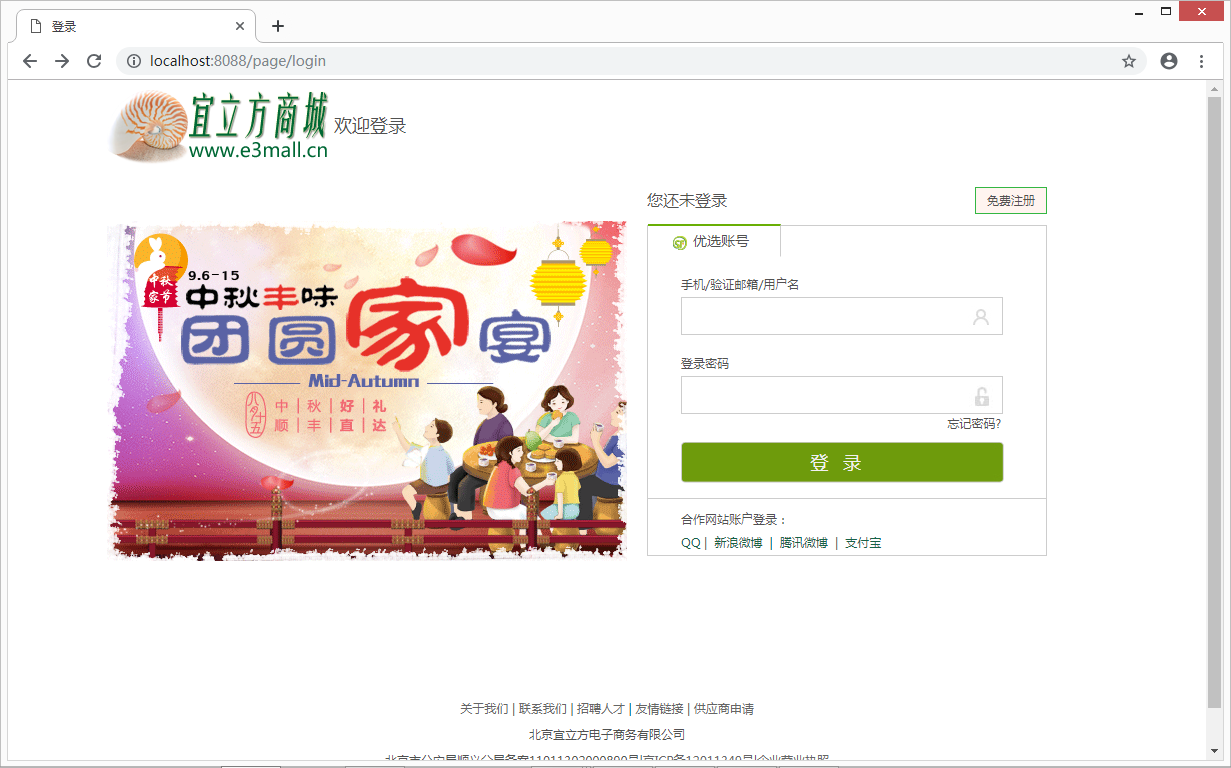 登录
localhost:8088/page/login
宜立方商城
www.e3mall.cn
欢迎登录
您还未登录
免费注册
优选账号
手机/验证邮箱/用户名
登录密码
忘记密码?
登 录
合作网站账户登录：
QQ | 新浪微博 | 腾讯微博 | 支付宝
中秋
家节
9.6-15
中秋丰味
团圆家宴
Mid-Autumn
八月十五
中 | 秋 | 好 | 礼
顺 | 丰 | 直 | 达
关于我们 | 联系我们 | 招聘人才 | 友情链接 | 供应商申请
北京宜立方电子商务有限公司